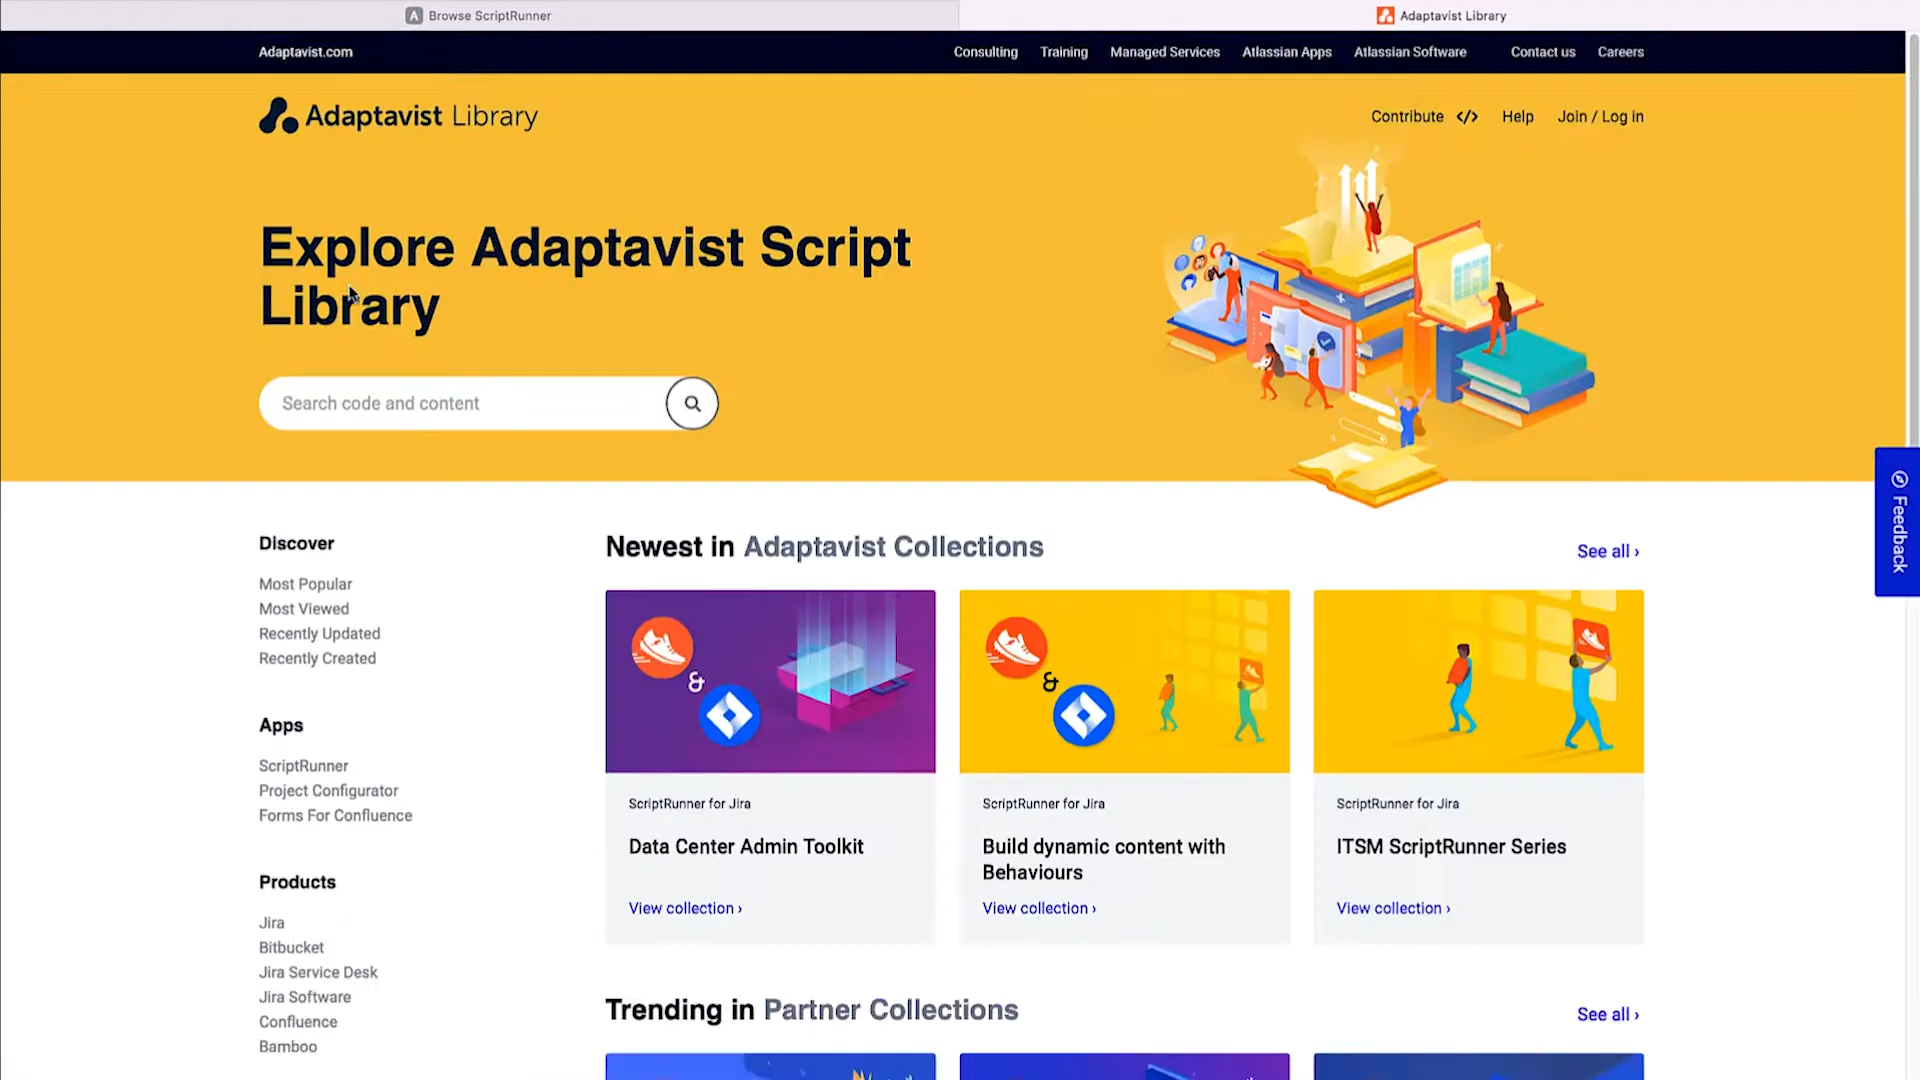 Browse ScriptRunner
Adaptavist Library
Adaptavist.com
Consulting
Training
Managed Services
Atlassian Apps
Atlassian Software
Contact us
Careers
Adaptavist Library
Contribute </>
Help
Join / Log in
Explore Adaptavist Script
Library
Search code and content
Feedback
Discover
Most Popular
Most Viewed
Recently Updated
Recently Created
Apps
ScriptRunner
Project Configurator
Forms For Confluence
Products
Jira
Bitbucket
Jira Service Desk
Jira Software
Confluence
Bamboo
Newest in Adaptavist Collections
See all ›
&
ScriptRunner for Jira
Data Center Admin Toolkit
View collection ›
&
ScriptRunner for Jira
Build dynamic content with
Behaviours
View collection ›
ScriptRunner for Jira
ITSM ScriptRunner Series
View collection ›
Trending in Partner Collections
See all ›